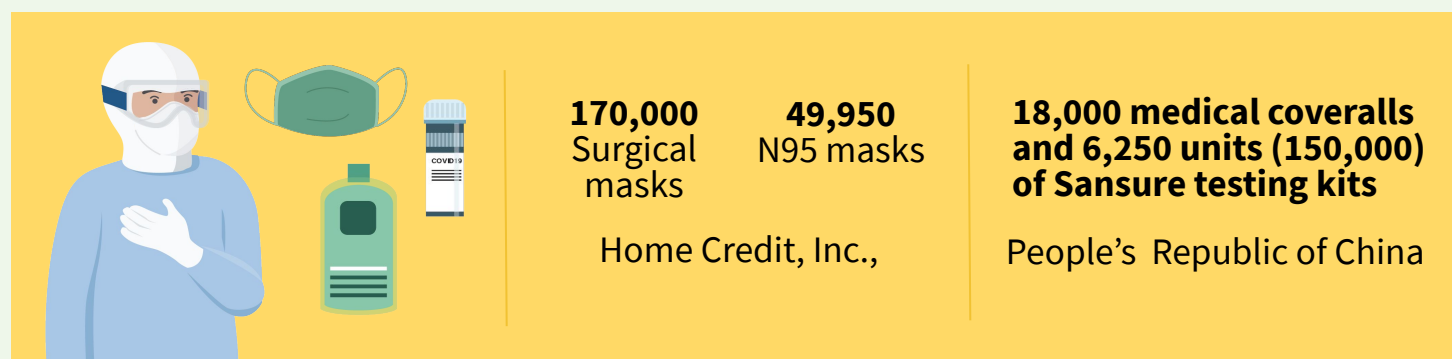 COVID19
170,000
Surgical
masks
49,950
N95 masks
Home Credit, Inc.,
18,000 medical coveralls
and 6,250 units (150,000)
of Sansure testing kits
People’s Republic of China